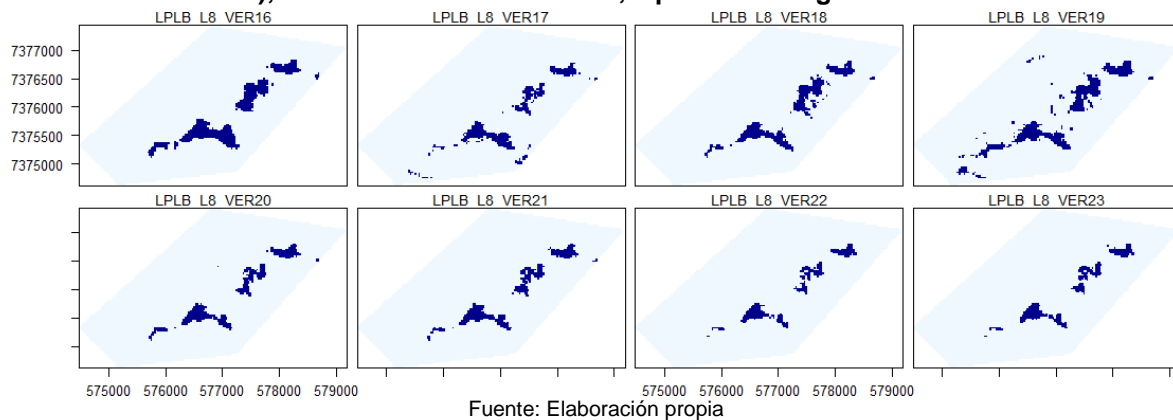 LPLB_L8_VER16 LPLB_L8_VER17 LPLB_L8_VER18 LPLB_L8_VER19
7377000
7376500
7376000
7375500
7375000
LPLB_L8_VER20 LPLB_L8_VER21 LPLB_L8_VER22 LPLB_L8_VER23
575000 576000 577000 578000 579000 575000 576000 577000 578000 579000
Fuente: Elaboración propia